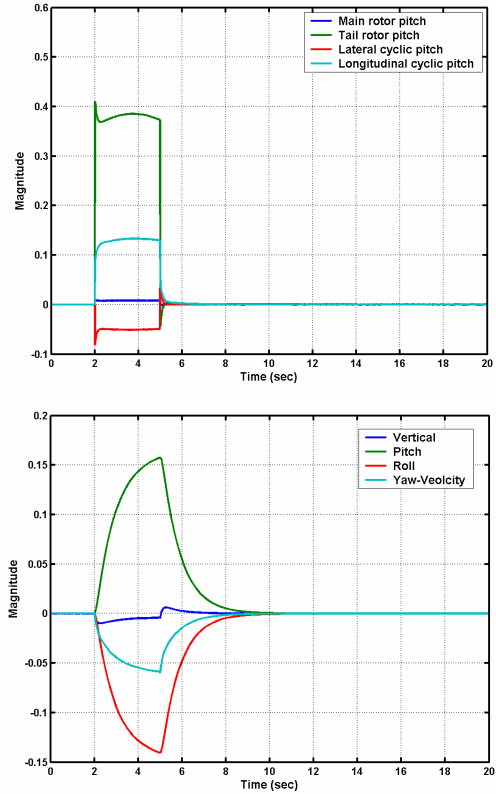 0.6
0.5
0.4
0.3
0.2
0.1
0
-0.1
Magnitude
Main rotor pitch
Tail rotor pitch
Lateral cyclic pitch
Longitudinal cyclic pitch
0 2 4 6 8 10 12 14 16 18 20
Time (sec)
0.2
0.15
0.1
0.05
0
-0.05
-0.1
-0.15
Magnitude
Vertical
Pitch
Roll
Yaw-Veolcity
0 2 4 6 8 10 12 14 16 18 20
Time (sec)